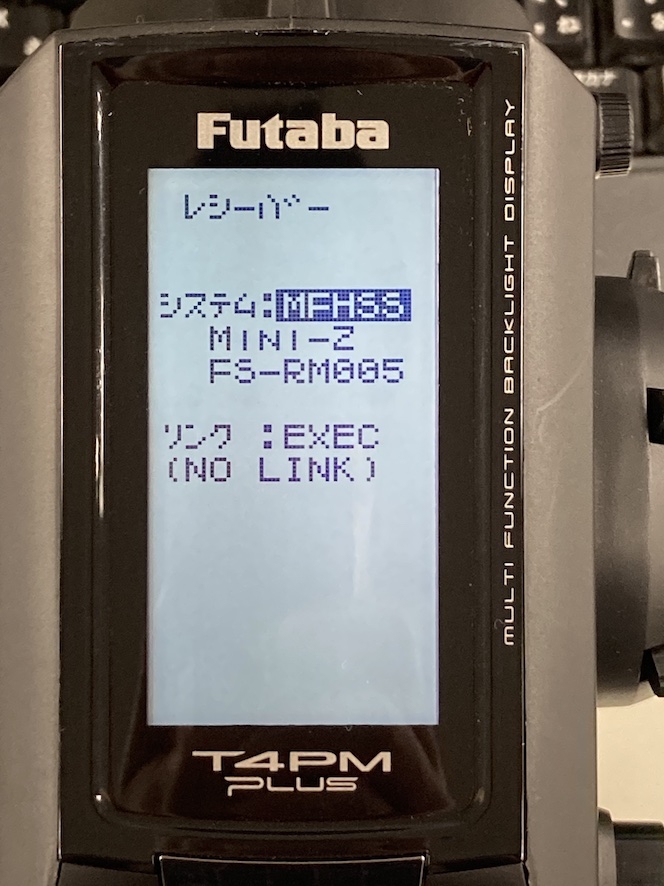 Futaba
レシーバー
システム:MFHSS
MINI-Z
FS-RM005
リンク :EXEC
(NO LINK)
T4PM
PLUS
MULTI FUNCTION BACKLIGHT DISPLAY